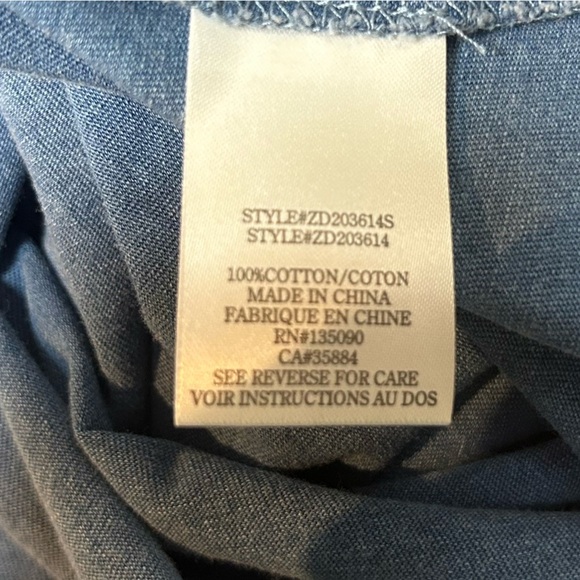 STYLE#ZD203614S
STYLE#ZD203614
100%COTTON/COTON
MADE IN CHINA
FABRIQUE EN CHINE
RN#135090
CA#35884
SEE REVERSE FOR CARE
VOIR INSTRUCTIONS AU DOS